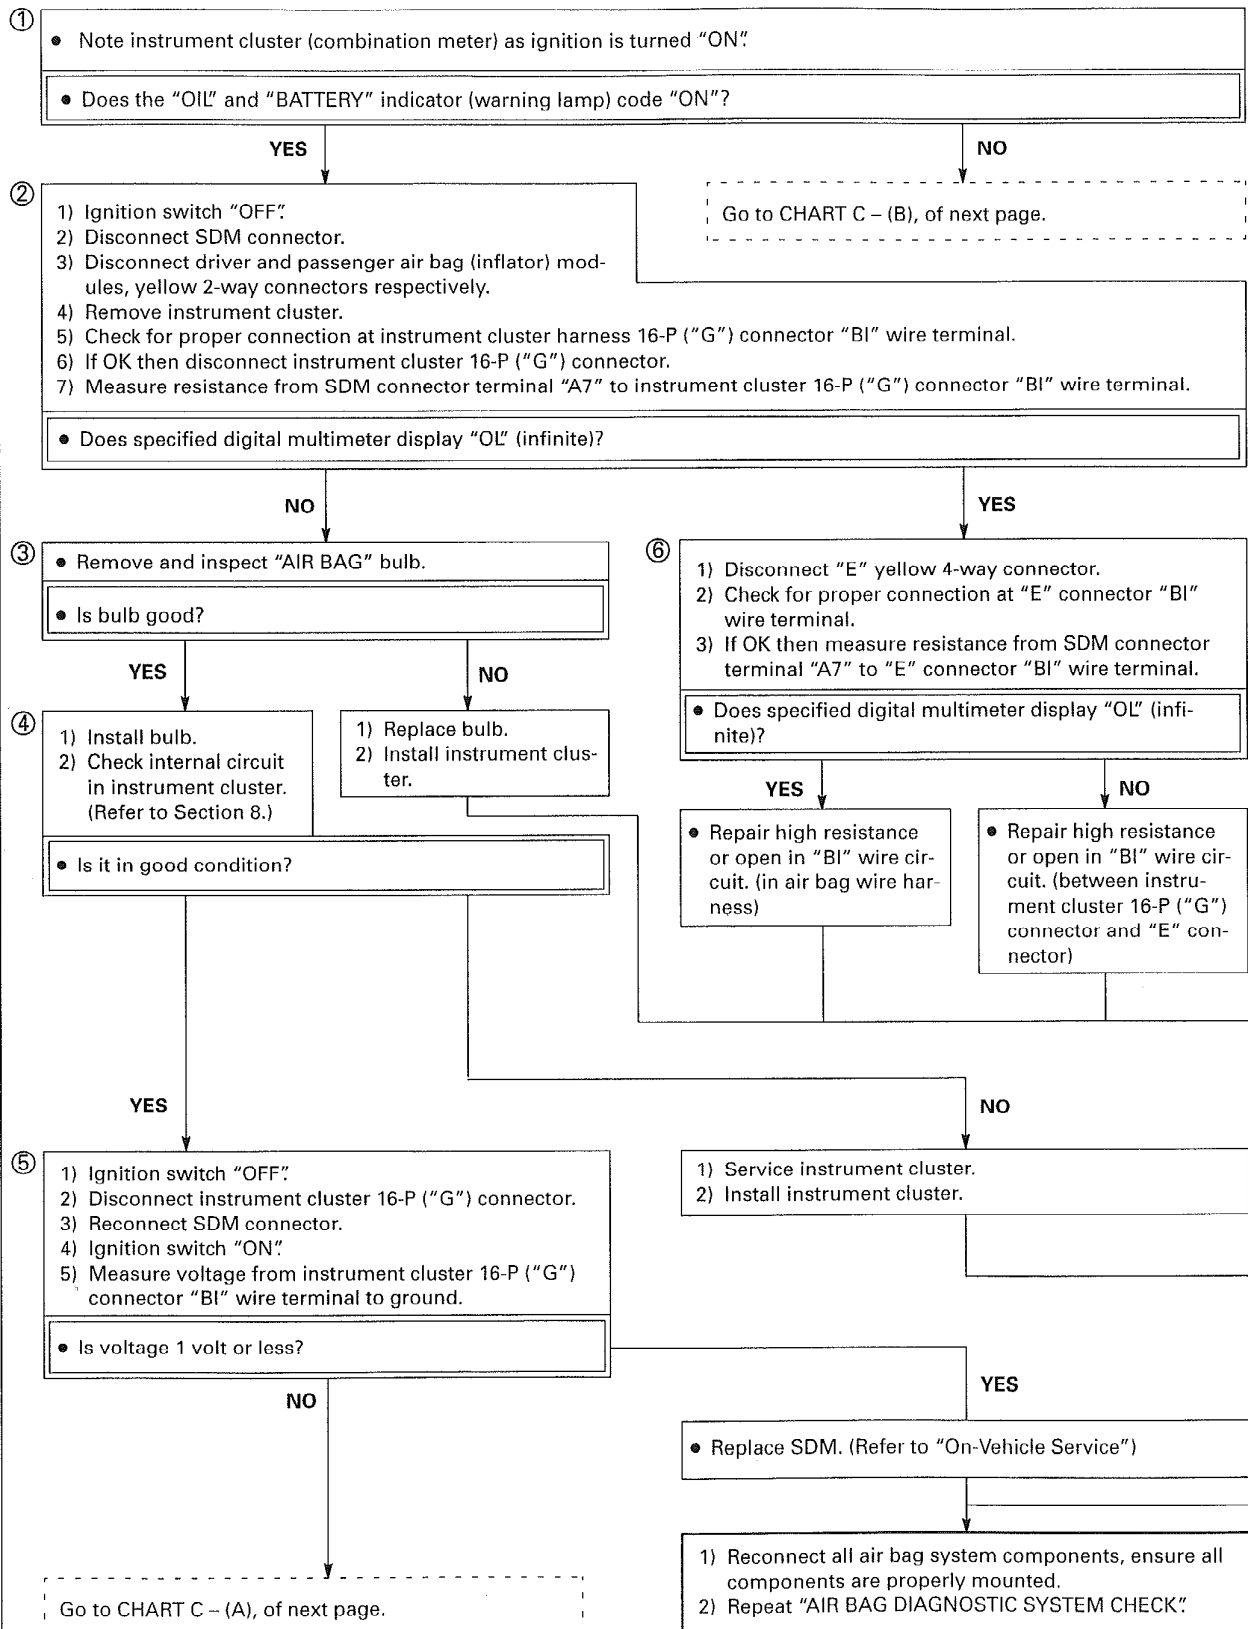 ①
● Note instrument cluster (combination meter) as ignition is turned “ON”.
● Does the “OIL” and “BATTERY” indicator (warning lamp) code “ON”?
YES
NO
②
1) Ignition switch “OFF”.
2) Disconnect SDM connector.
3) Disconnect driver and passenger air bag (inflator) mod-
ules, yellow 2-way connectors respectively.
4) Remove instrument cluster.
5) Check for proper connection at instrument cluster harness 16-P (“G”) connector “Bl” wire terminal.
6) If OK then disconnect instrument cluster 16-P (“G”) connector.
7) Measure resistance from SDM connector terminal “A7” to instrument cluster 16-P (“G”) connector “Bl” wire terminal.
● Does specified digital multimeter display “OL” (infinite)?
Go to CHART C – (B), of next page.
NO
YES
③
● Remove and inspect “AIR BAG” bulb.
● Is bulb good?
YES
NO
④
1) Install bulb.
2) Check internal circuit
in instrument cluster.
(Refer to Section 8.)
● Is it in good condition?
1) Replace bulb.
2) Install instrument clus-
ter.
⑥
1) Disconnect “E” yellow 4-way connector.
2) Check for proper connection at “E” connector “Bl”
wire terminal.
3) If OK then measure resistance from SDM connector
terminal “A7” to “E” connector “Bl” wire terminal.
● Does specified digital multimeter display “OL” (infi-
nite)?
YES
NO
● Repair high resistance
or open in “Bl” wire cir-
cuit. (in air bag wire har-
ness)
● Repair high resistance
or open in “Bl” wire cir-
cuit. (between instru-
ment cluster 16-P (“G”)
connector and “E” con-
nector)
YES
NO
⑤
1) Ignition switch “OFF”.
2) Disconnect instrument cluster 16-P (“G”) connector.
3) Reconnect SDM connector.
4) Ignition switch “ON”.
5) Measure voltage from instrument cluster 16-P (“G”)
connector “Bl” wire terminal to ground.
● Is voltage 1 volt or less?
1) Service instrument cluster.
2) Install instrument cluster.
NO
YES
● Replace SDM. (Refer to “On-Vehicle Service”)
Go to CHART C – (A), of next page.
1) Reconnect all air bag system components, ensure all
components are properly mounted.
2) Repeat “AIR BAG DIAGNOSTIC SYSTEM CHECK”.